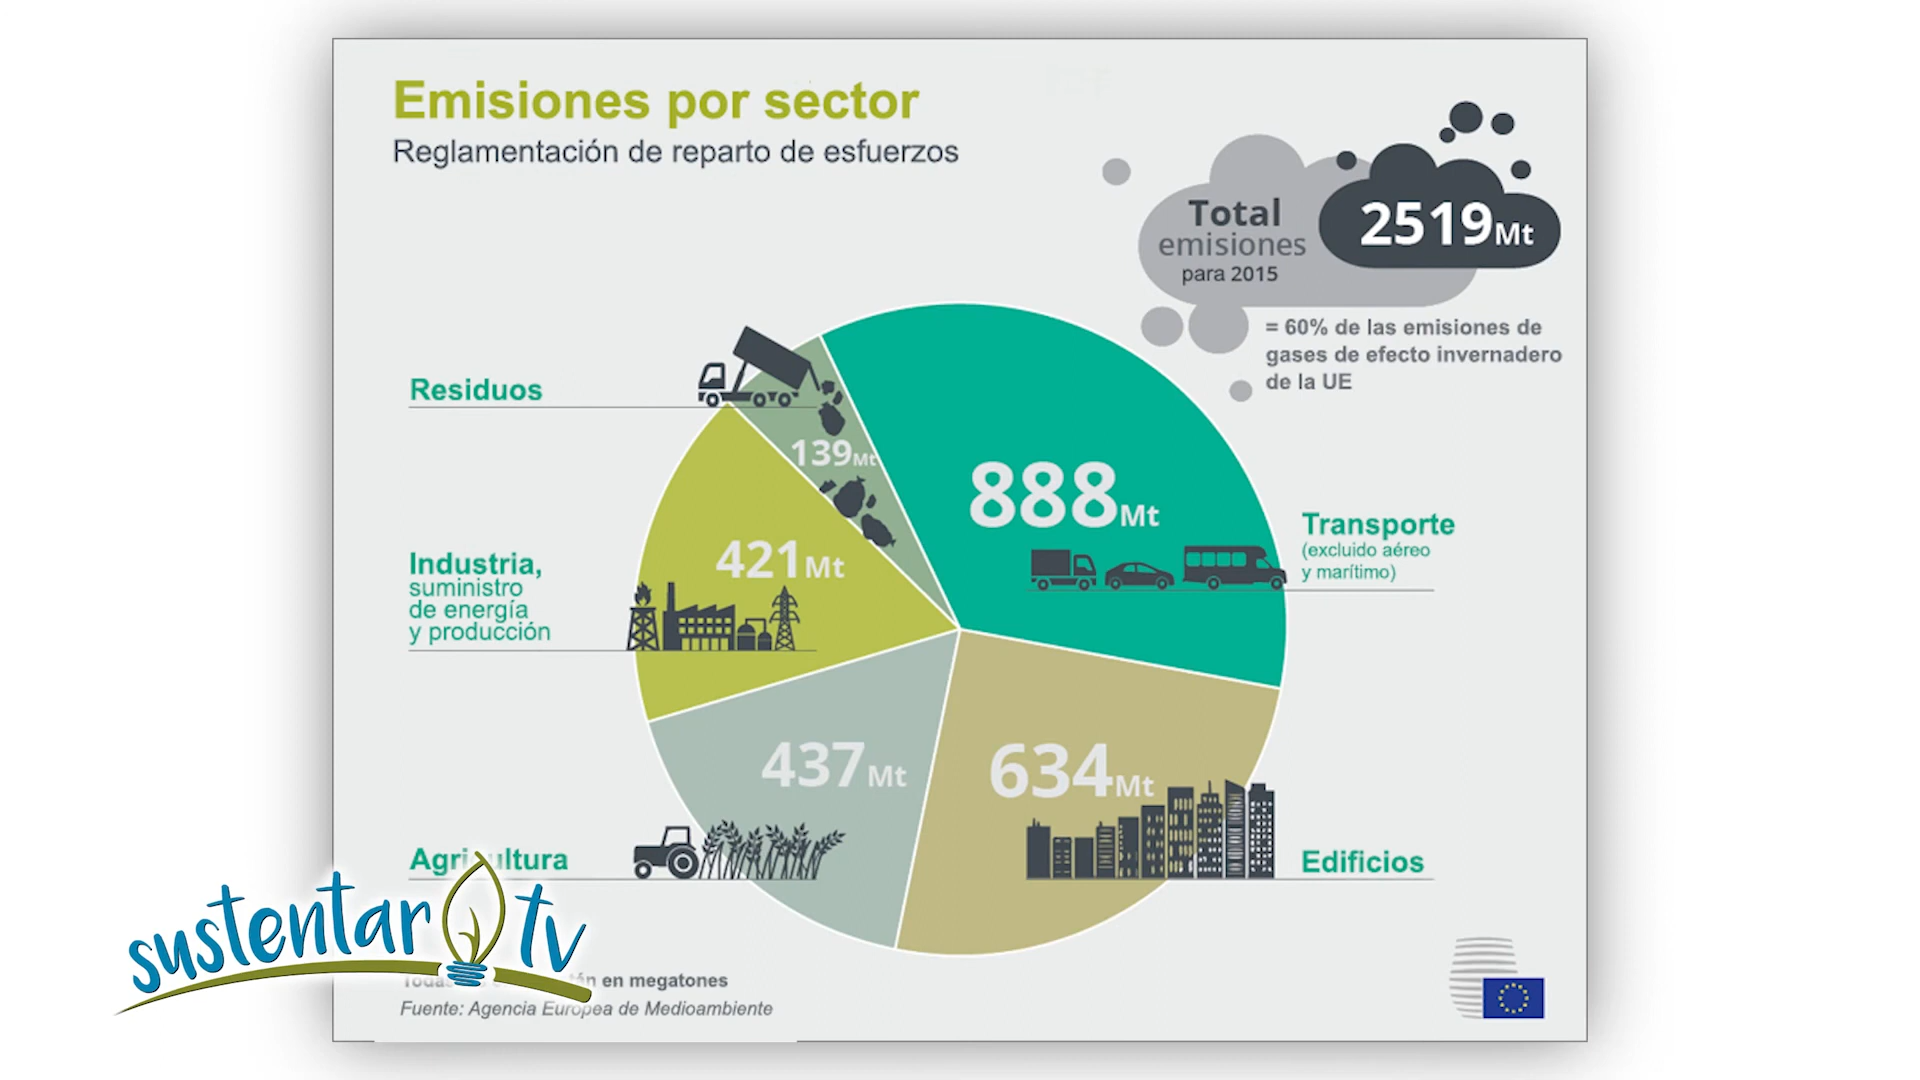 Emisiones por sector
Reglamentación de reparto de esfuerzos
Total
emisiones
para 2015
2519Mt
= 60% de las emisiones de
gases de efecto invernadero
de la UE
Residuos
139Mt
888Mt
Transporte
(excluido aéreo
y marítimo)
Industria,
suministro
de energía
y producción
421Mt
437Mt
634Mt
Agricultura
Edificios
sustentar tv
en megatones
Fuente: Agencia Europea de Medioambiente